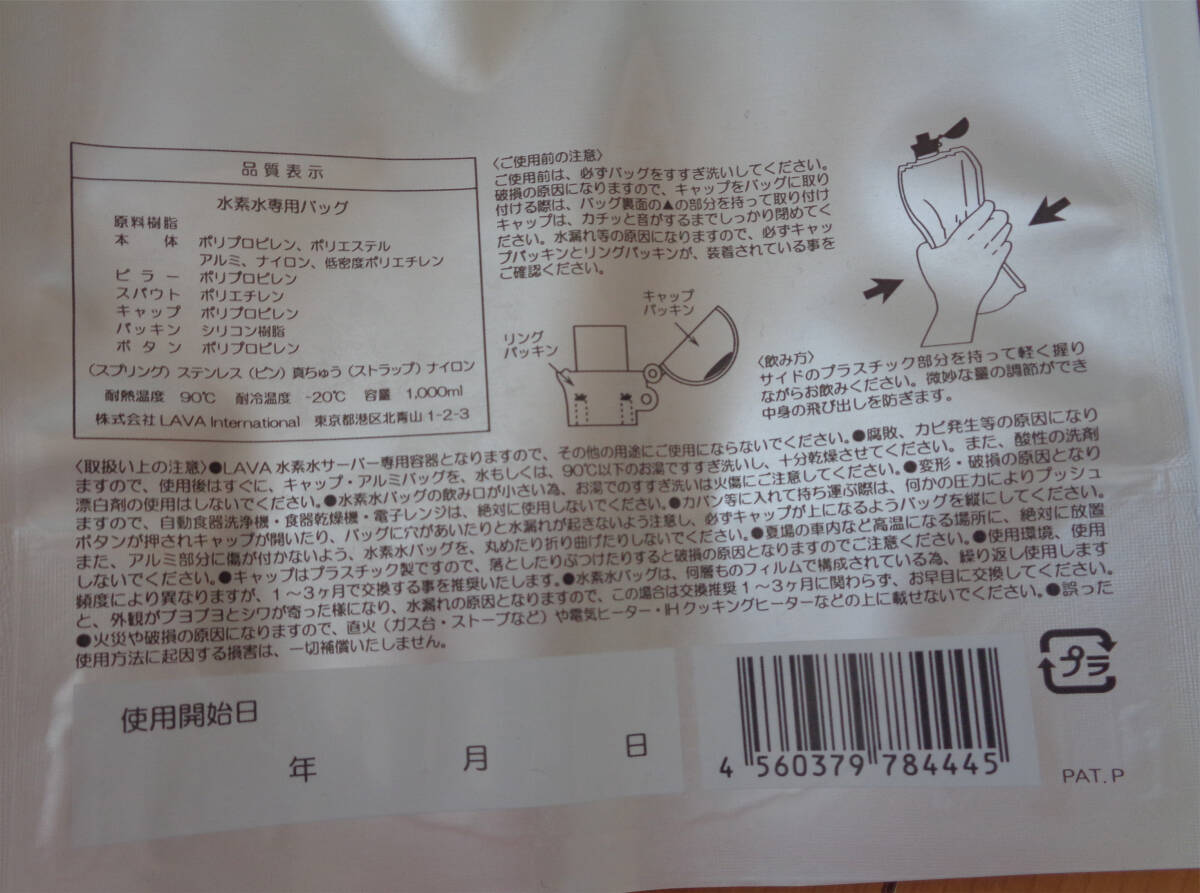 品質表示
水素水専用バッグ
原料樹脂
本体 ポリプロピレン、ポリエステル
アルミ、ナイロン、低密度ポリエチレン
ピラー ポリプロピレン
スパウト ポリエチレン
キャップ ポリプロピレン
パッキン シリコン樹脂
ボタン ポリプロピレン
(スプリング) ステンレス (ピン) 真ちゅう (ストラップ) ナイロン
耐熱温度 90℃ 耐冷温度 -20℃ 容量 1,000ml
株式会社 LAVA International 東京都港区北青山 1-2-3
〈ご使用前の注意〉
ご使用前は、必ずバッグをすすぎ洗いしてください。
破損の原因になりますので、キャップをバッグに取り
付ける際は、バッグ裏面の▲の部分を持って取り付け
キャップは、カチッと音がするまでしっかり閉めてく
ださい。水漏れ等の原因になりますので、必ずキャッ
プパッキンとリングパッキンが、装着されている事を
ご確認ください。
キャップ
パッキン
リング
パッキン
〈飲み方〉
サイドのプラスチック部分を持って軽く握り
ながらお飲みください。微妙な量の調節ができ
中身の飛び出しを防ぎます。
〈取扱い上の注意〉●LAVA 水素水サーバー専用容器となりますので、その他の用途にご使用にならないでください。●腐敗、カビ発生等の原因になり
ますので、使用後はすぐに、キャップ・アルミバッグを、水もしくは、90℃以下のお湯ですすぎ洗いし、十分乾燥させてください。また、酸性の洗剤
漂白剤の使用はしないでください。●水素水バッグの飲み口が小さい為、お湯でのすすぎ洗いは火傷にご注意してください。●変形・破損の原因となり
ますので、自動食器洗浄機・食器乾燥機・電子レンジは、絶対に使用しないでください。●カバン等に入れて持ち運ぶ際は、何かの圧力によりプッシュ
ボタンが押されキャップが開いたり、バッグに穴があいたりと水漏れが起きないよう注意し、必ずキャップが上になるようバッグを縦にしてください。
また、アルミ部分に傷が付かないよう、水素水バッグを、丸めたり折り曲げたりしないでください。●夏場の車内など高温になる場所に、絶対に放置
しないでください。●キャップはプラスチック製ですので、落としたりぶつけたりすると破損の原因となりますのでご注意ください。●使用環境、使用
頻度により異なりますが、1〜3ヶ月で交換する事を推奨いたします。●水素水バッグは、何層ものフィルムで構成されている為、繰り返し使用します
と、外観がプヨプヨとシワが寄った様になり、水漏れの原因となりますので、この場合は交換推奨 1〜3ヶ月に関わらず、お早目に交換してください。
●火災や破損の原因になりますので、直火（ガス台・ストーブなど）や電気ヒーター・IHクッキングヒーターなどの上に載せないでください。●誤った
使用方法に起因する損害は、一切補償いたしません。
使用開始日
年 月 日
4 560379 784445
プラ
PAT. P